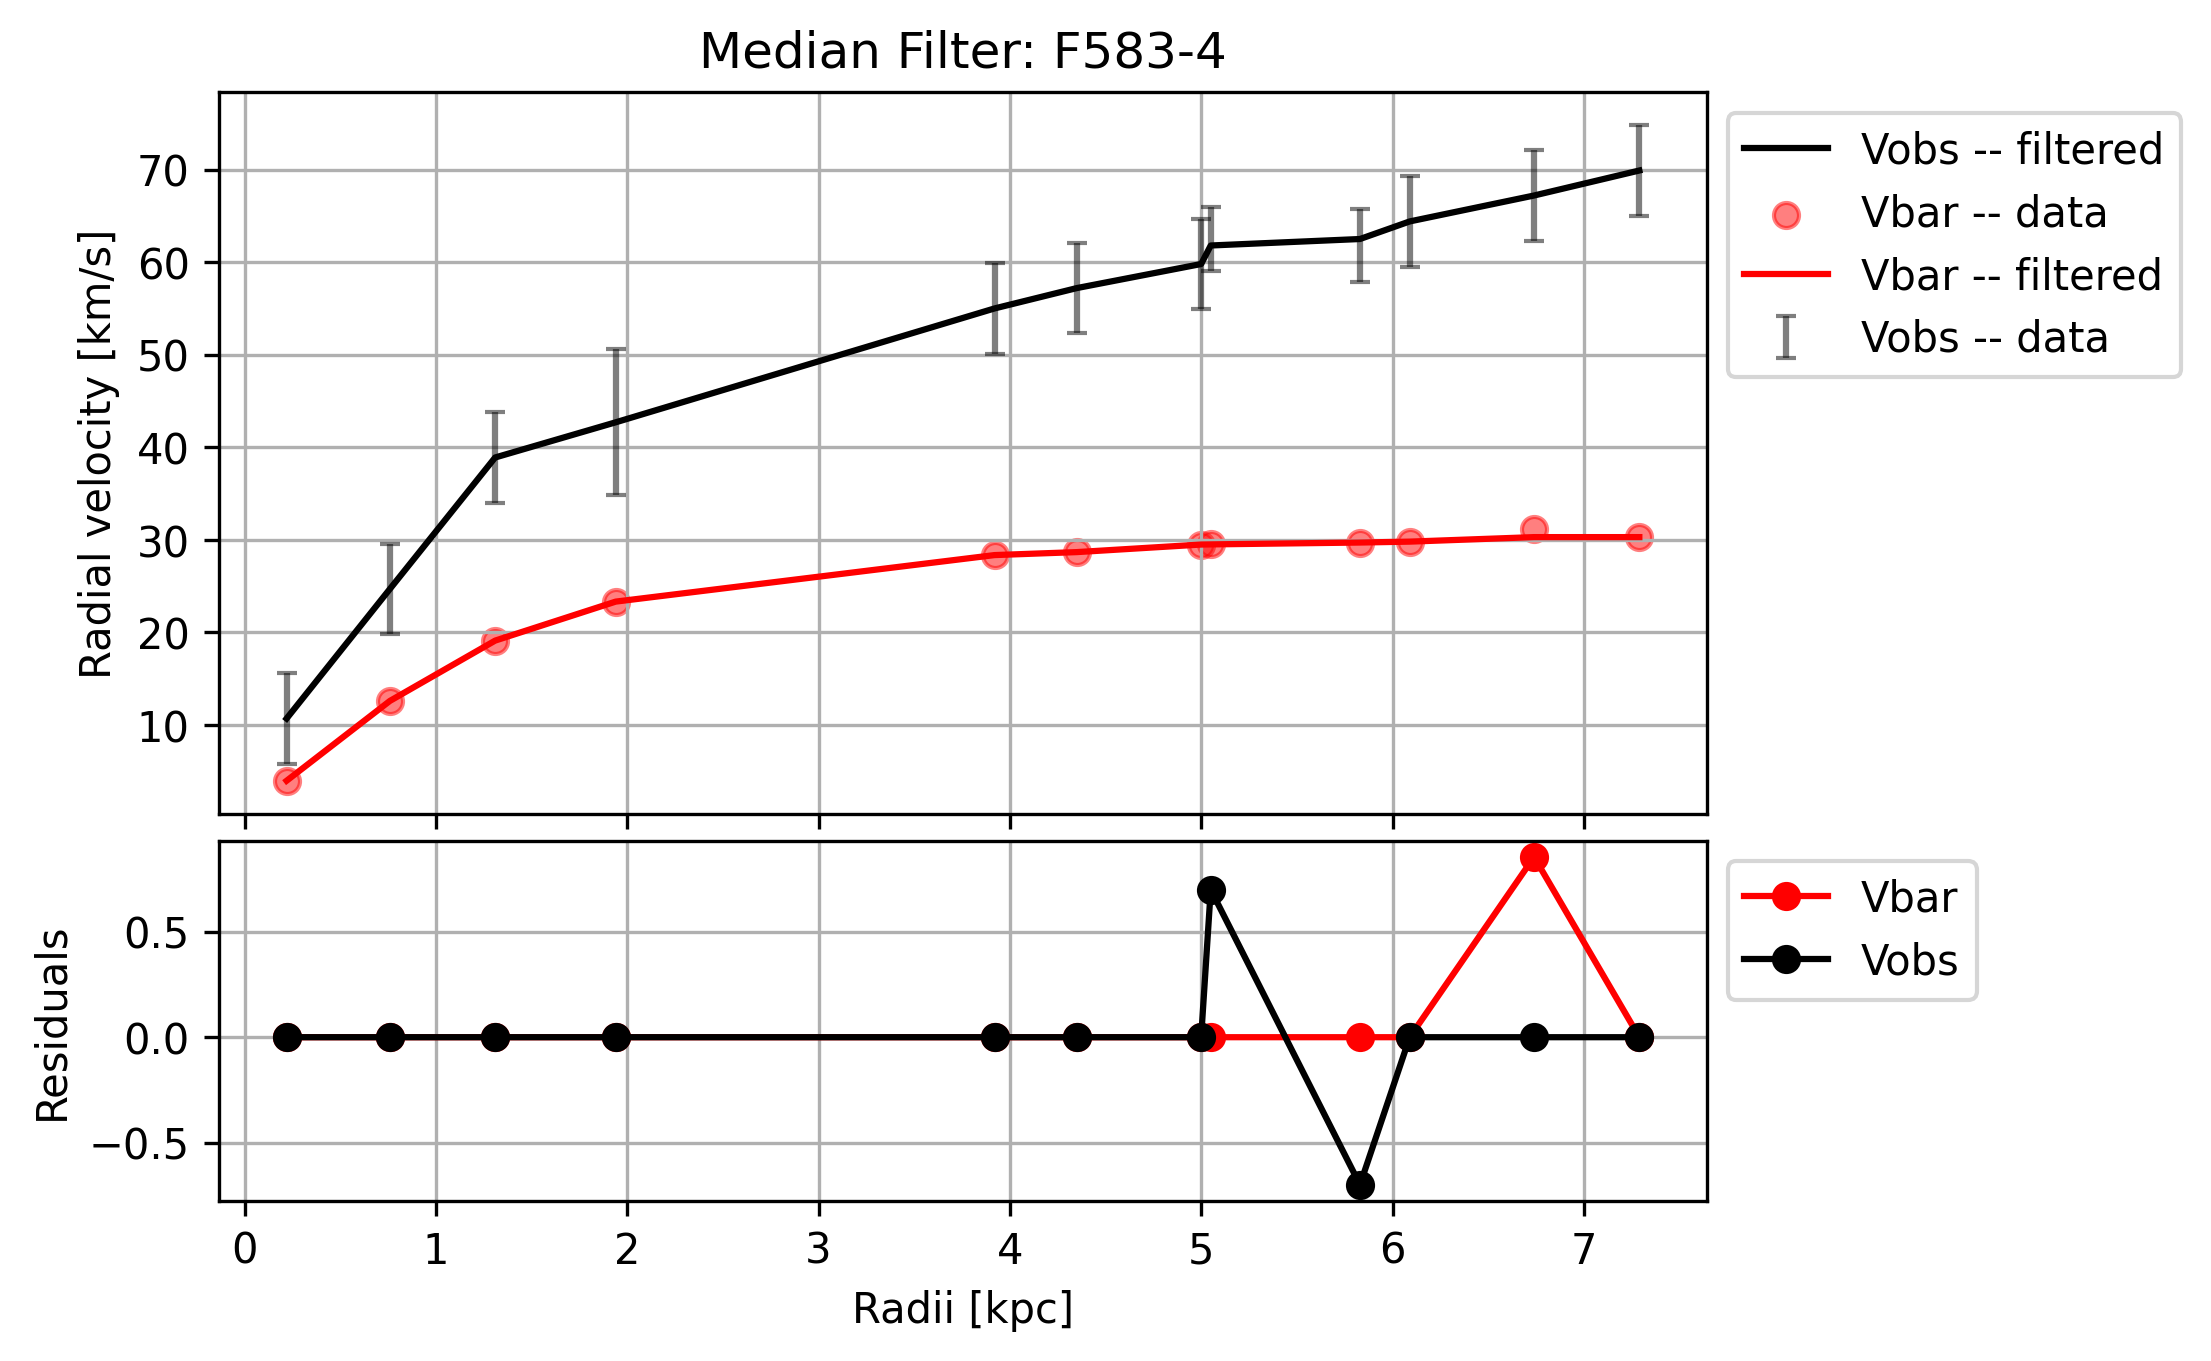 Median Filter: F583-4
Radial velocity [km/s]
70
60
50
40
30
20
10
Vobs -- filtered
Vbar -- data
Vbar -- filtered
Vobs -- data
Residuals
0.5
0.0
−0.5
Vbar
Vobs
0 1 2 3 4 5 6 7
Radii [kpc]